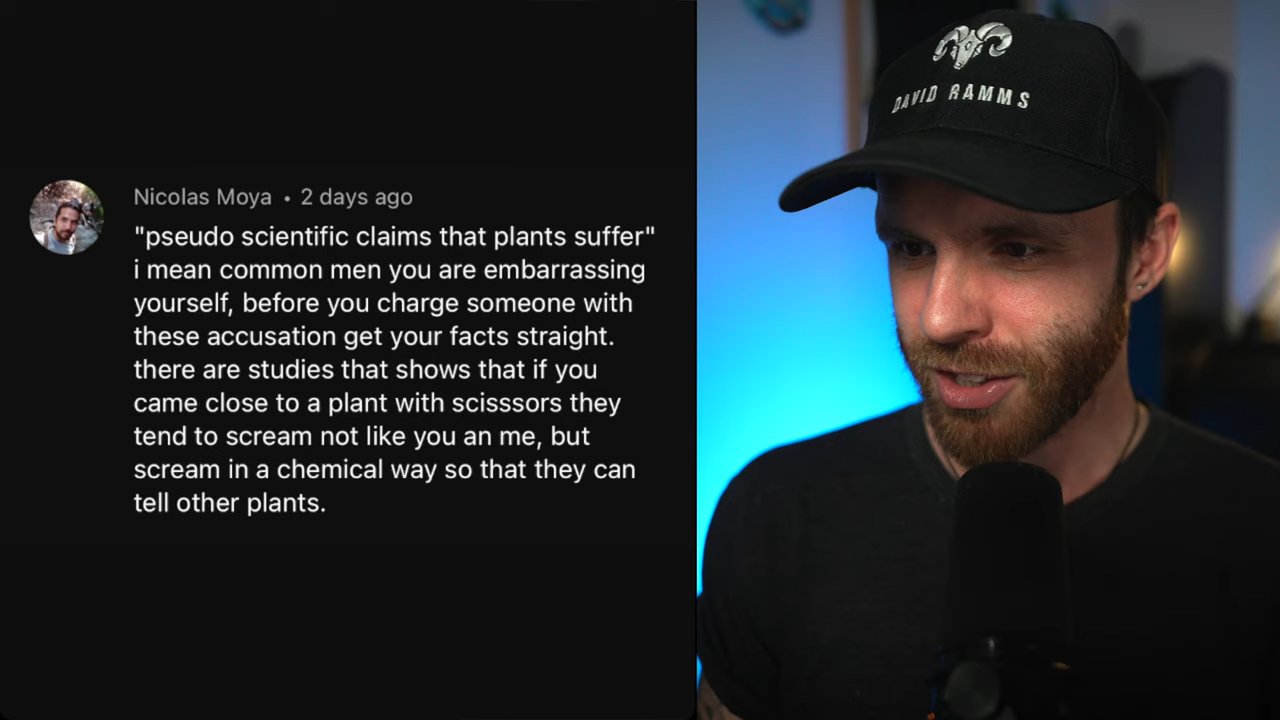 Nicolas Moya • 2 days ago
"pseudo scientific claims that plants suffer"
i mean common men you are embarrassing
yourself, before you charge someone with
these accusation get your facts straight.
there are studies that shows that if you
came close to a plant with scisssors they
tend to scream not like you an me, but
scream in a chemical way so that they can
tell other plants.
DAVID RAMMS